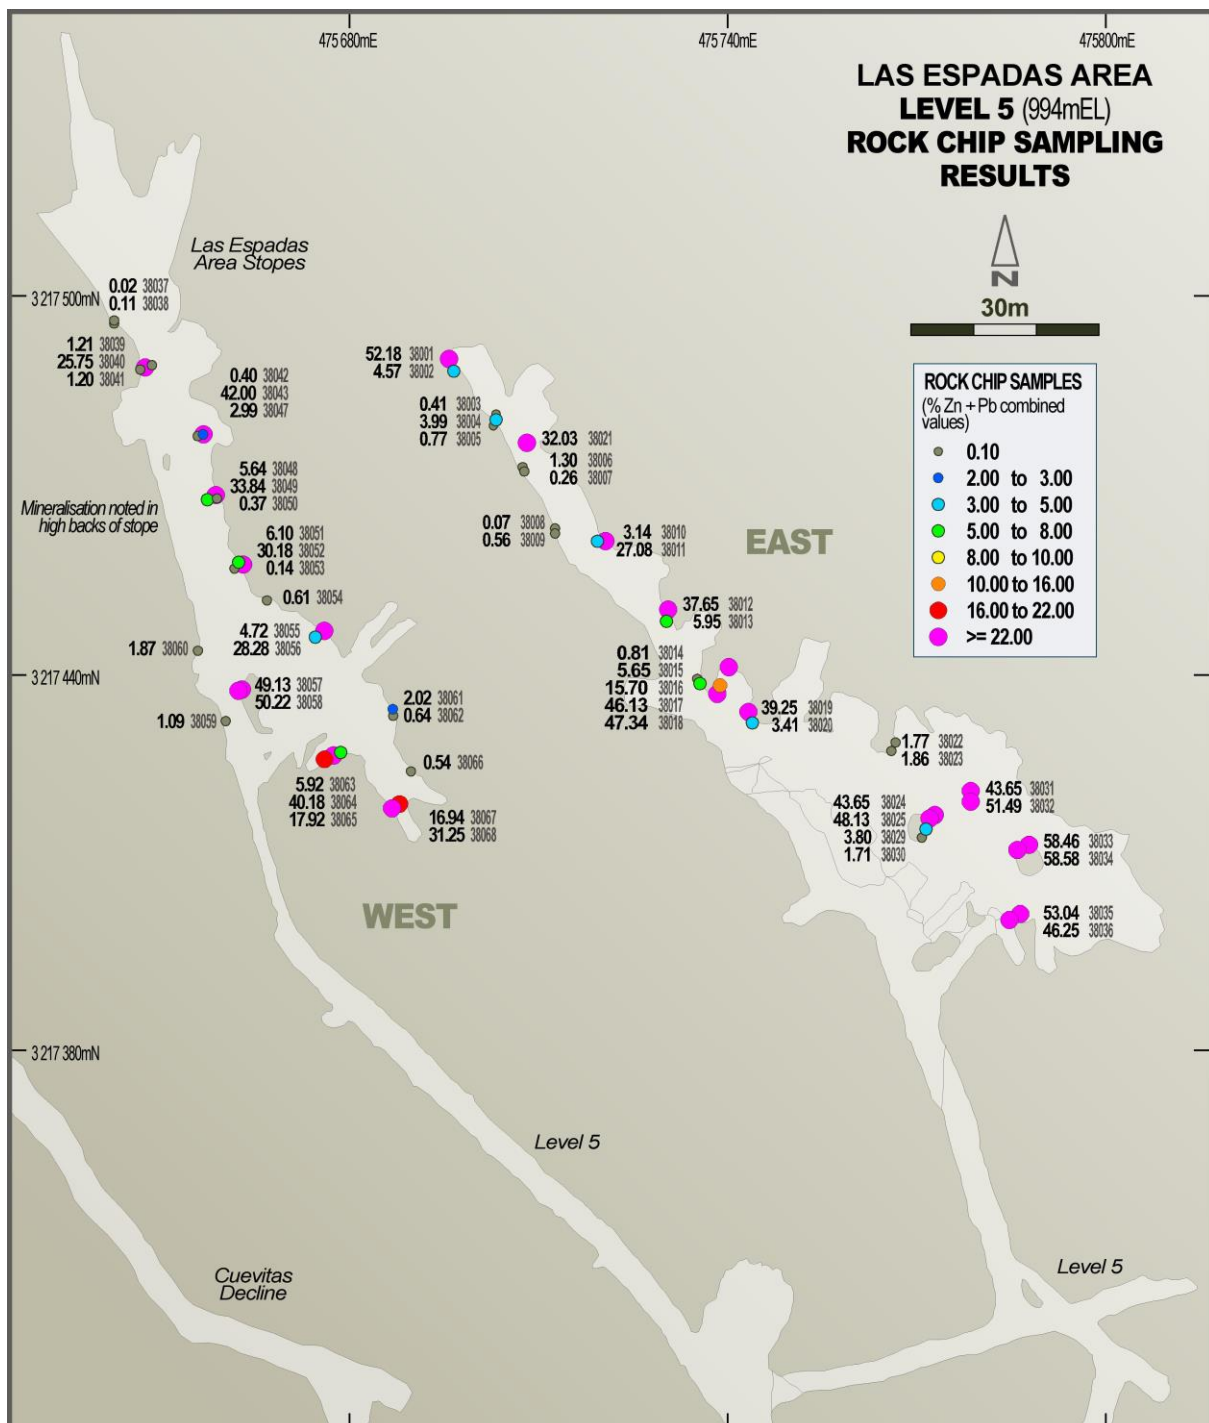 475 680mE
475 740mE
475 800mE
LAS ESPADAS AREA
LEVEL 5 (994mEL)
ROCK CHIP SAMPLING
RESULTS
N
30m
3 217 500mN
3 217 440mN
3 217 380mN
Las Espadas
Area Stopes
0.02 38037
0.11 38038
1.21 38039
25.75 38040
1.20 38041
0.40 38042
42.00 38043
2.99 38047
5.64 38048
33.84 38049
0.37 38050
Mineralisation noted in
high backs of stope
6.10 38051
30.18 38052
0.14 38053
0.61 38054
4.72 38055
28.28 38056
1.87 38060
49.13 38057
50.22 38058
1.09 38059
2.02 38061
0.64 38062
0.54 38066
5.92 38063
40.18 38064
17.92 38065
16.94 38067
31.25 38068
WEST
52.18 38001
4.57 38002
0.41 38003
3.99 38004
0.77 38005
32.03 38021
1.30 38006
0.26 38007
0.07 38008
0.56 38009
3.14 38010
27.08 38011
EAST
37.65 38012
5.95 38013
0.81 38014
5.65 38015
15.70 38016
46.13 38017
47.34 38018
39.25 38019
3.41 38020
1.77 38022
1.86 38023
43.65 38024
48.13 38025
3.80 38029
1.71 38030
43.65 38031
51.49 38032
58.46 38033
58.58 38034
53.04 38035
46.25 38036
ROCK CHIP SAMPLES
(% Zn + Pb combined
values)
0.10
2.00 to 3.00
3.00 to 5.00
5.00 to 8.00
8.00 to 10.00
10.00 to 16.00
16.00 to 22.00
>= 22.00
Level 5
Level 5
Cuevitas
Decline